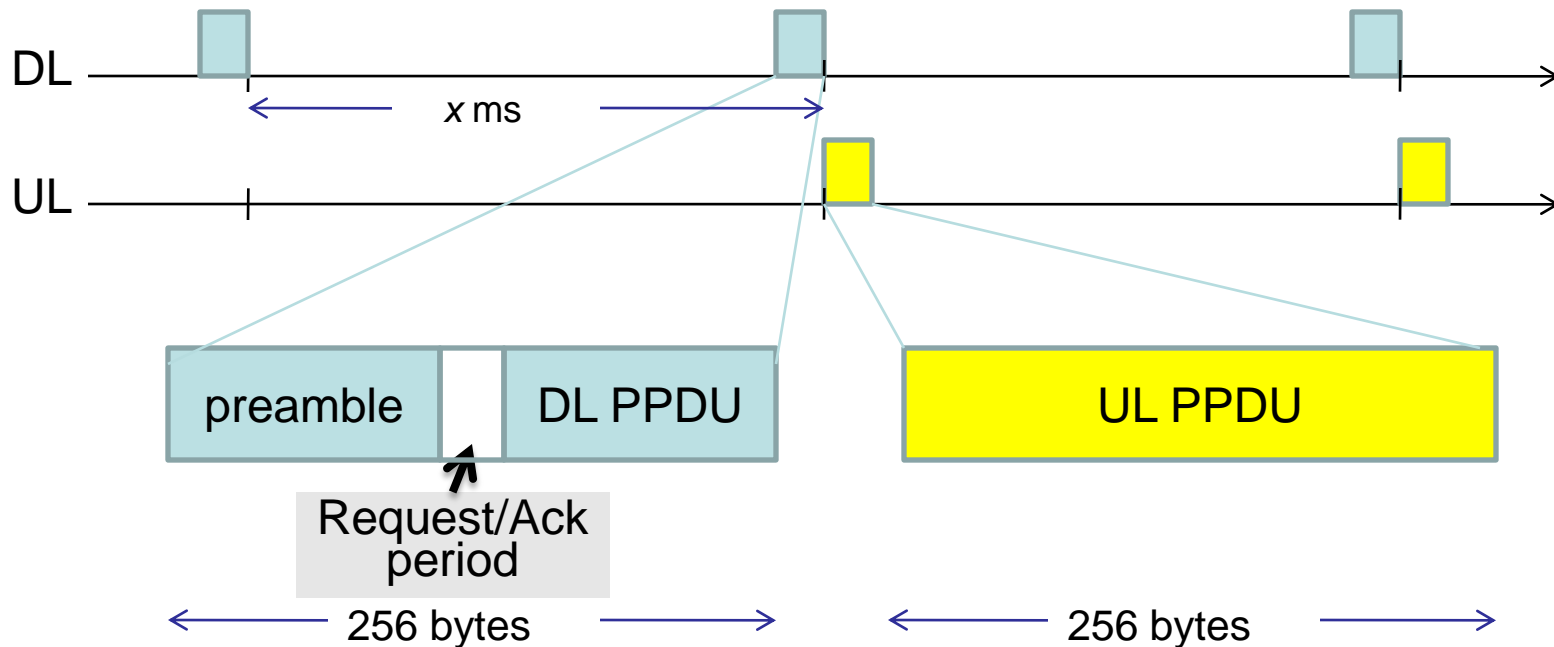 DL
x ms
UL
preamble
DL PPDU
UL PPDU
Request/Ack
period
256 bytes
256 bytes